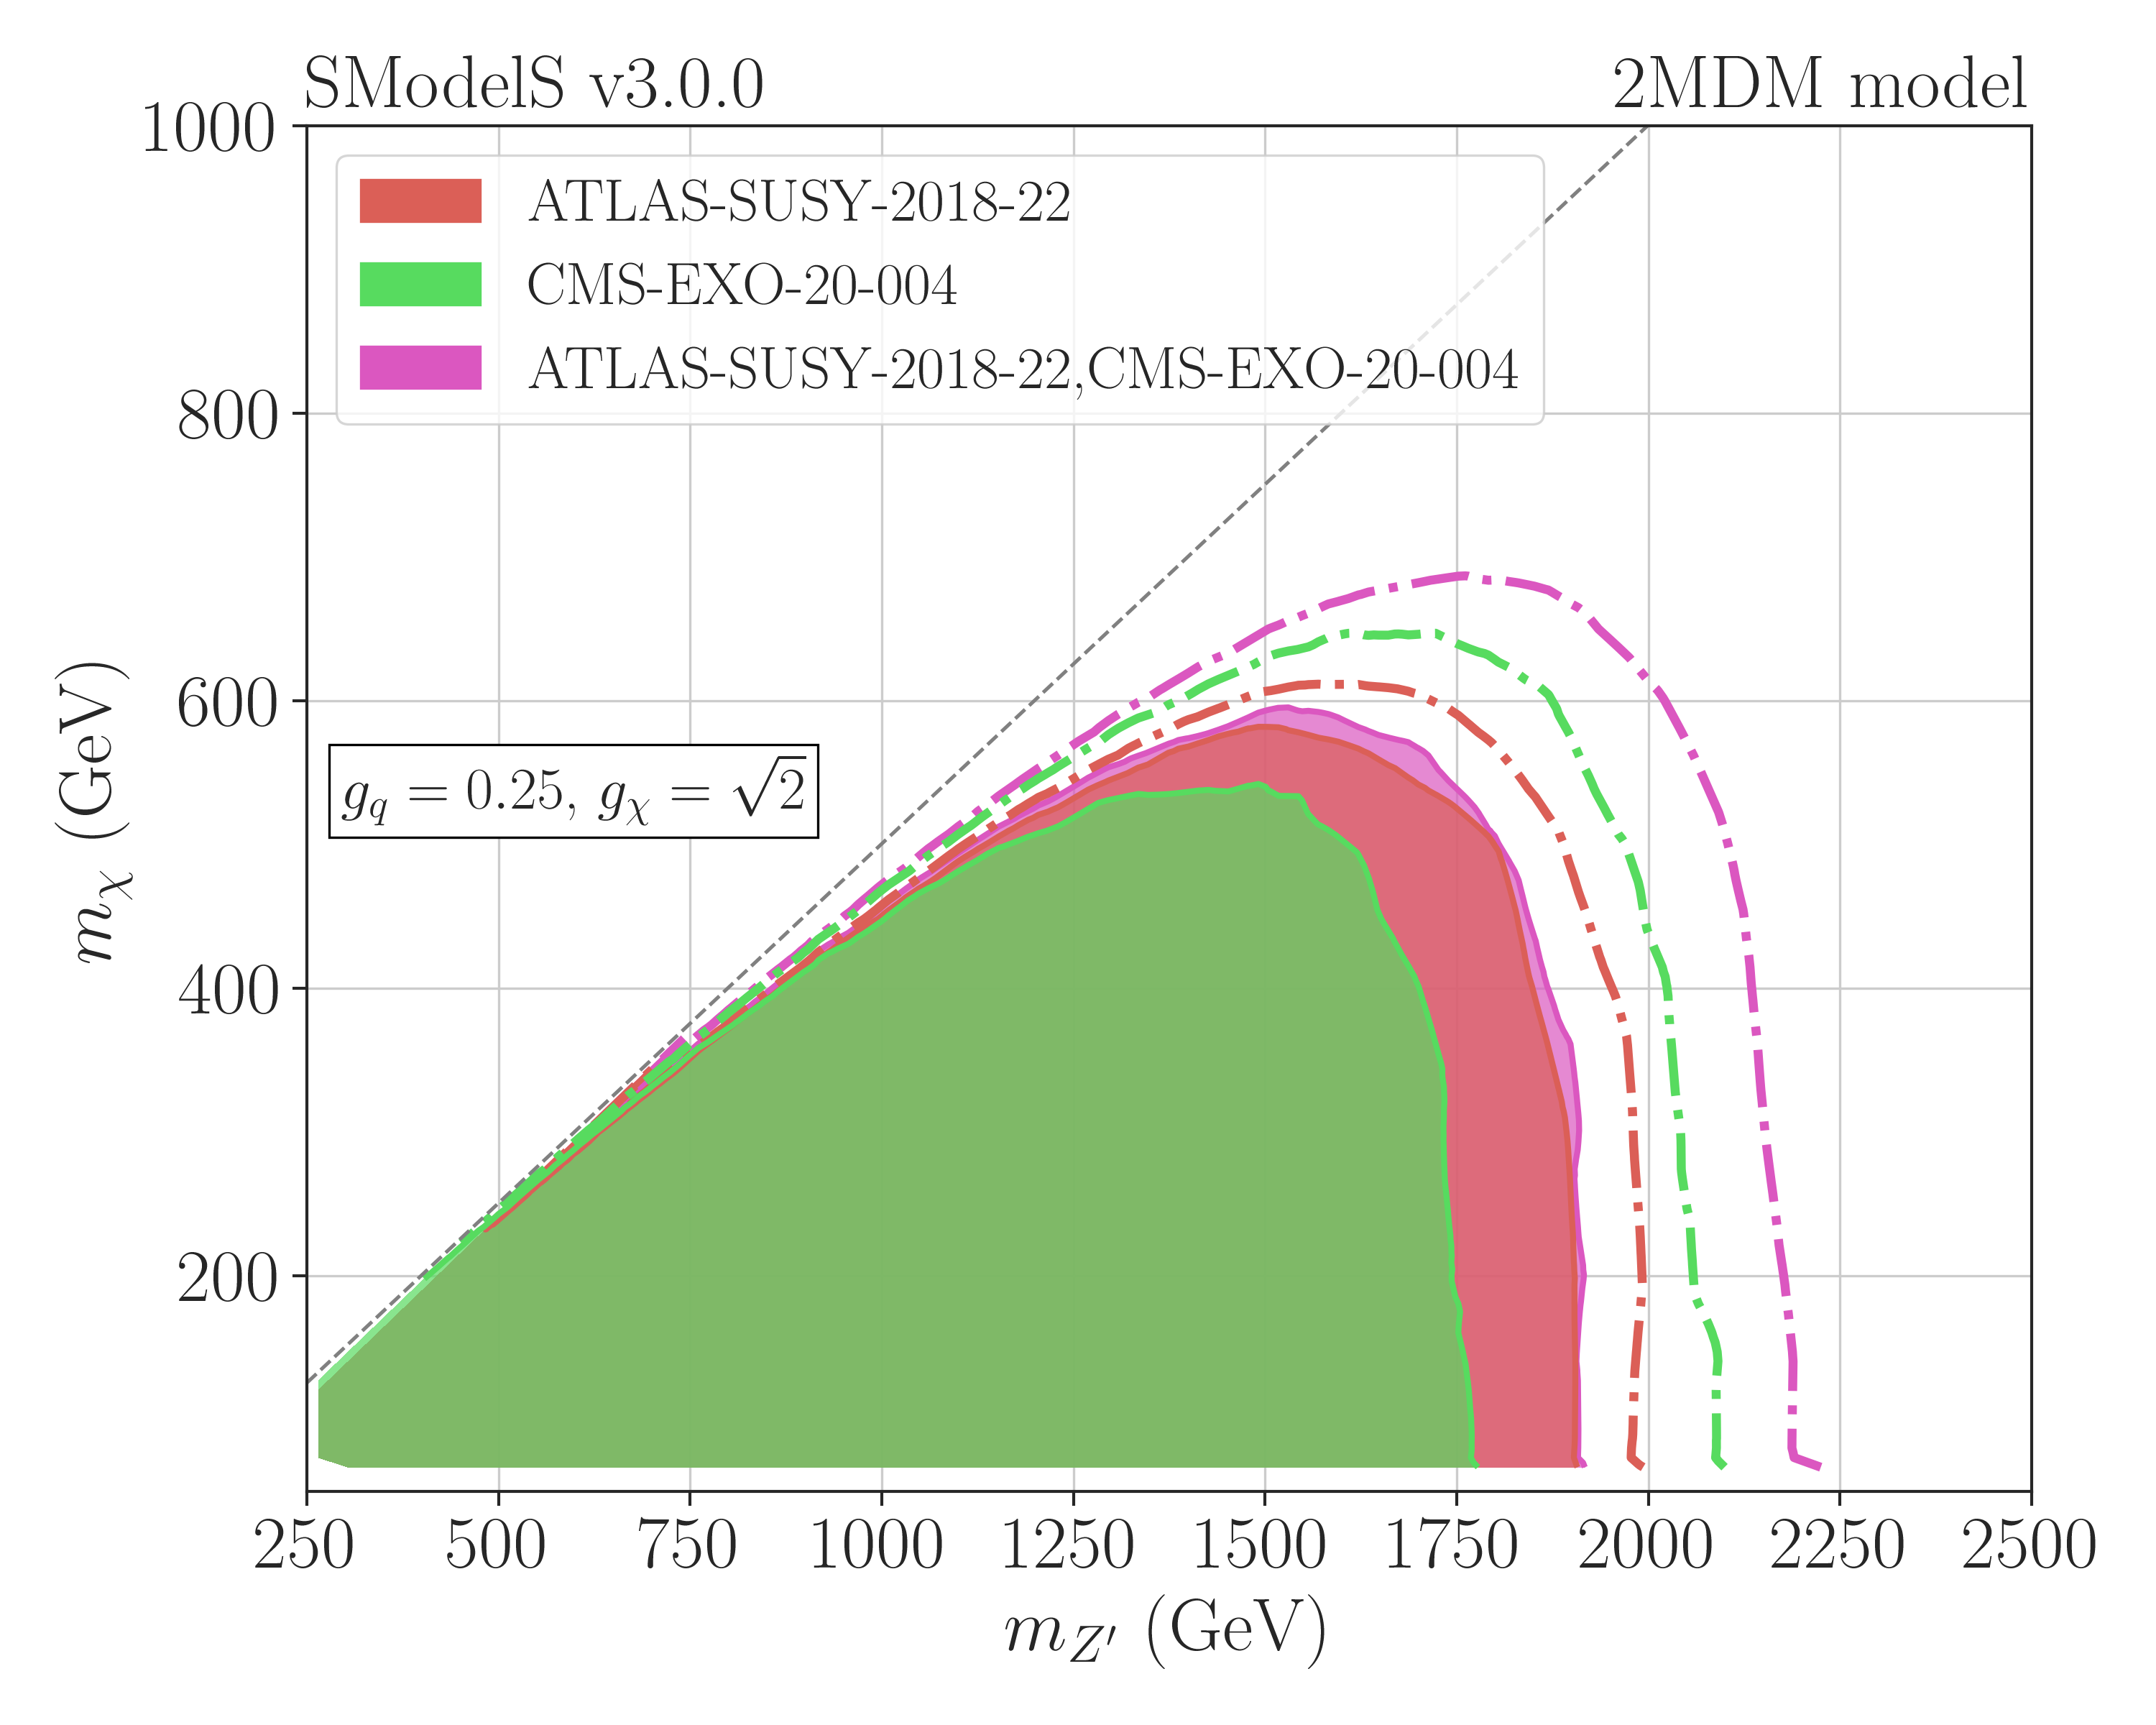 SModelS v3.0.0
2MDM model
1000
800
600
400
200
ATLAS-SUSY-2018-22
CMS-EXO-20-004
ATLAS-SUSY-2018-22,CMS-EXO-20-004
g_q = 0.25, g_χ = √2
m_χ (GeV)
250 500 750 1000 1250 1500 1750 2000 2250 2500
m_Z′ (GeV)